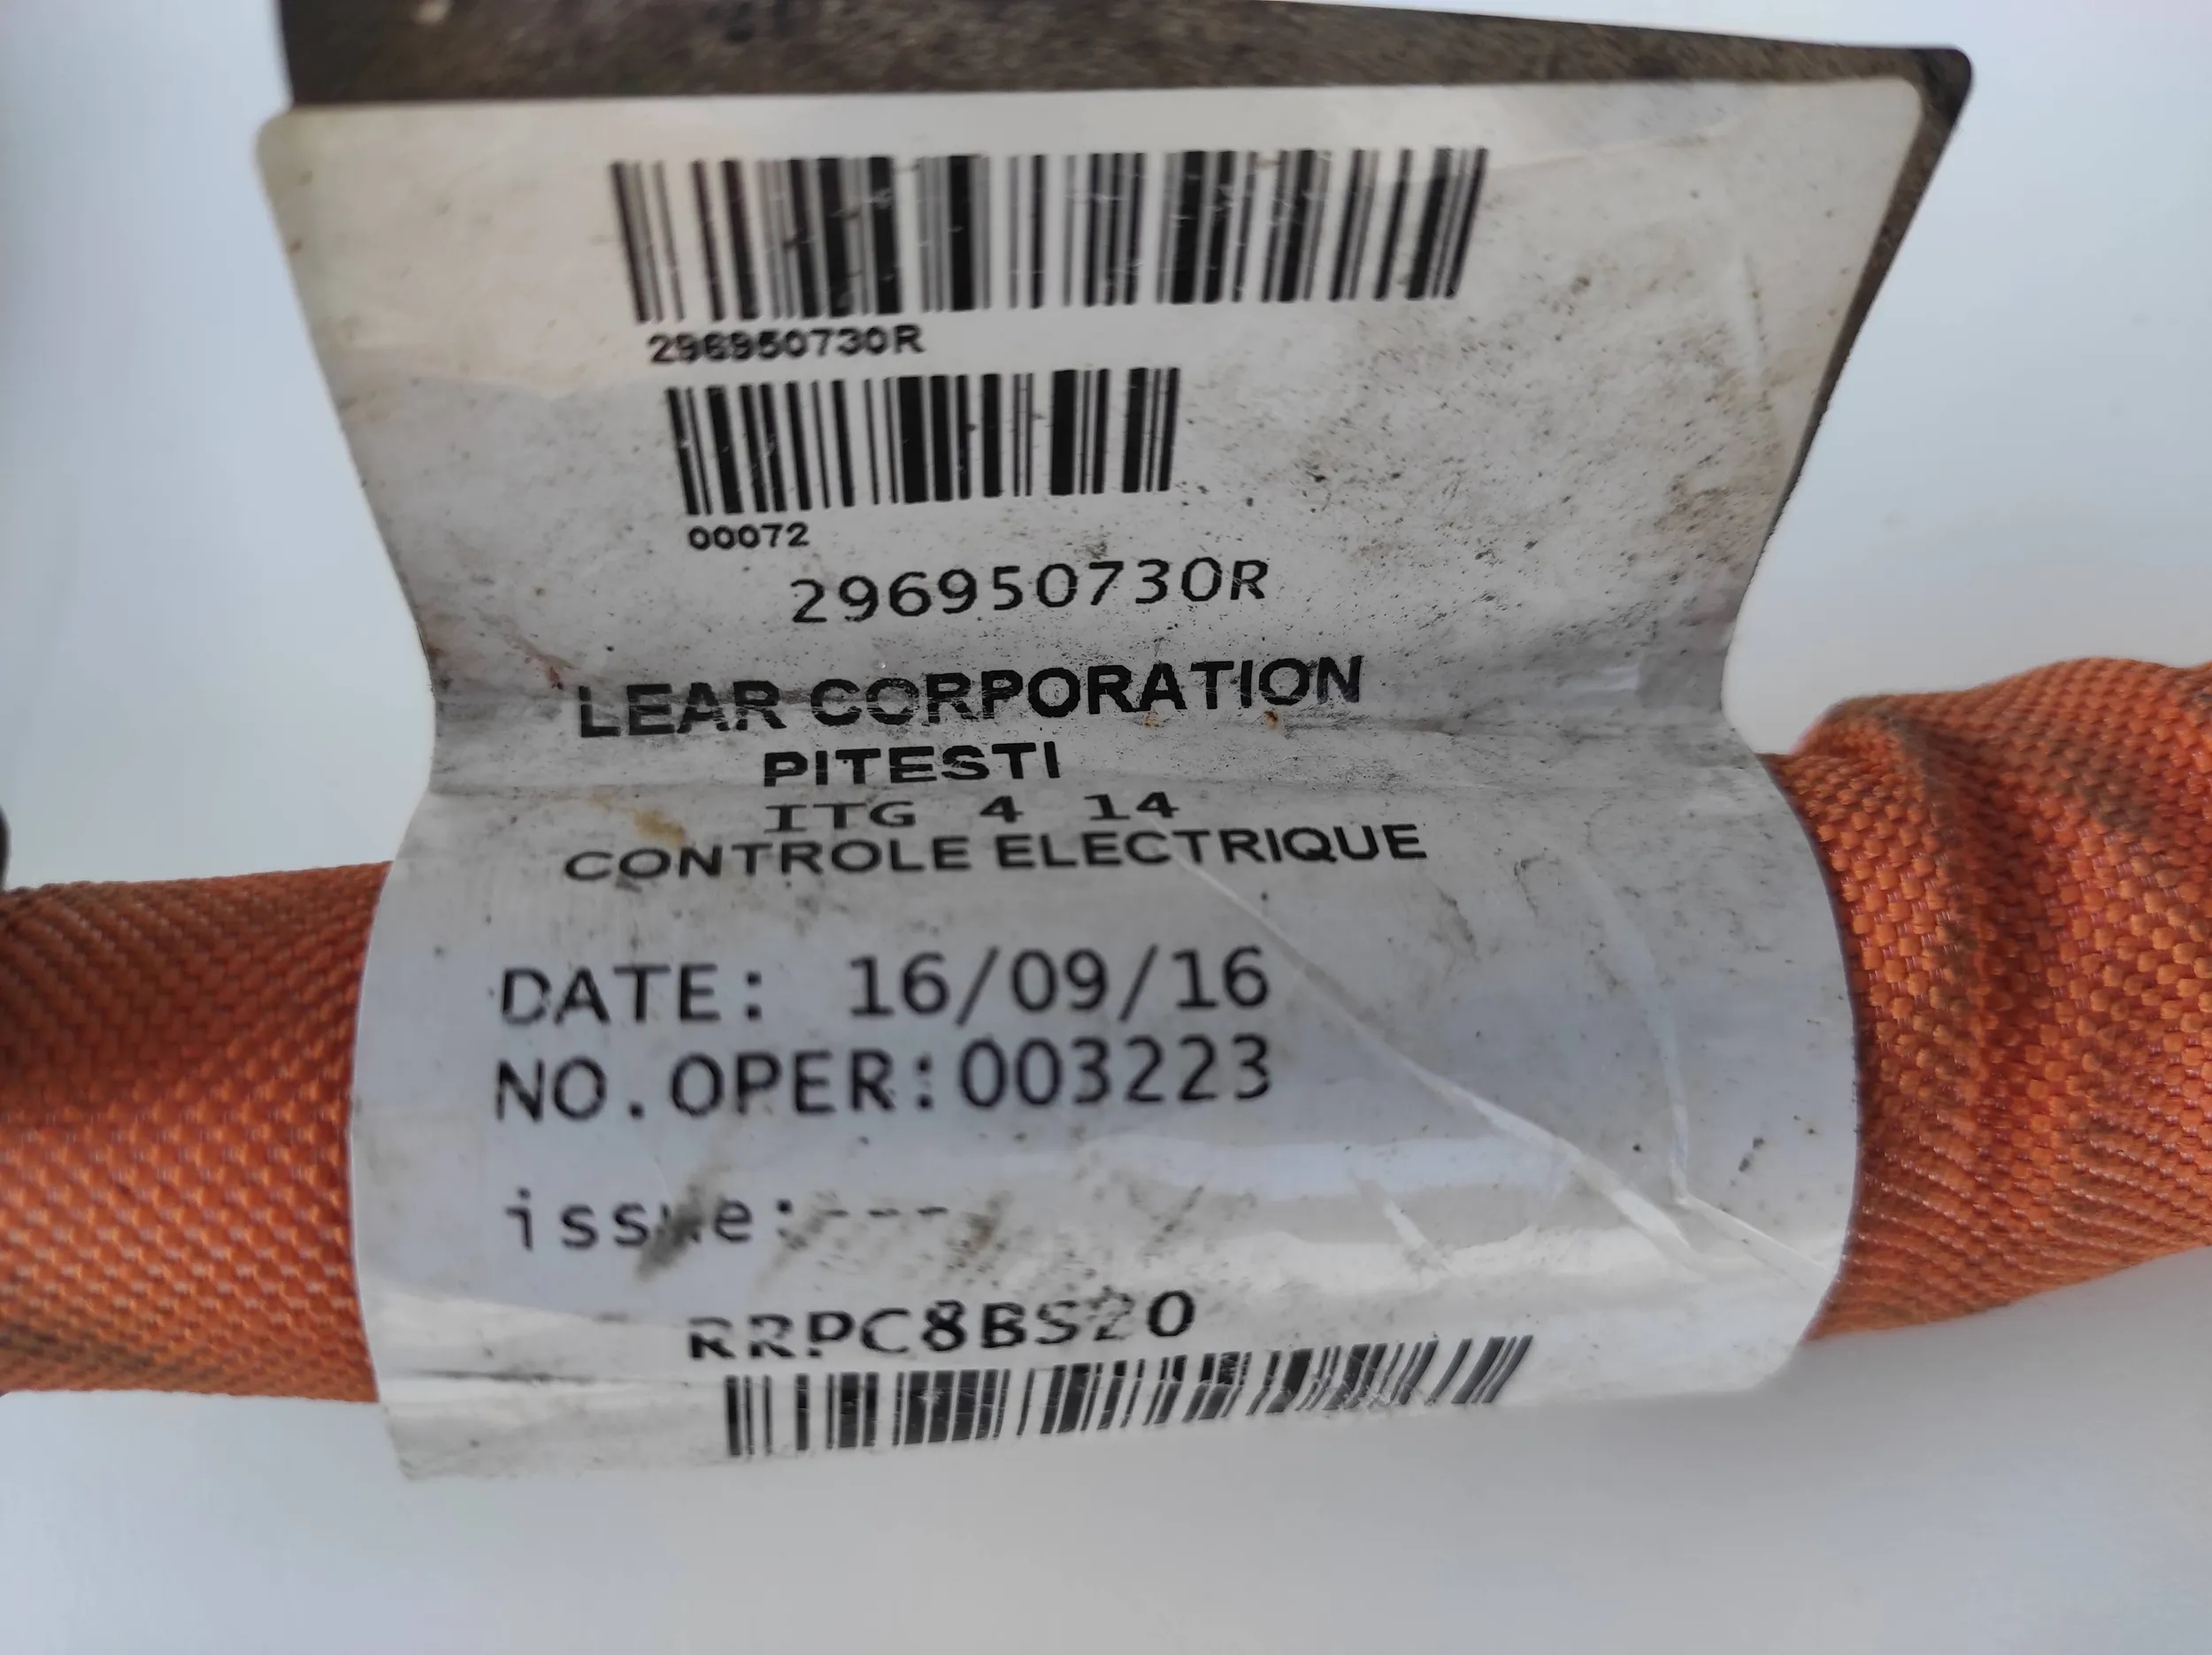 296950730R
00072
296950730R
LEAR CORPORATION
PITESTI
ITG 4 14
CONTROLE ELECTRIQUE
DATE: 16/09/16
NO.OPER:003223
issue:---
RRPC8BS20